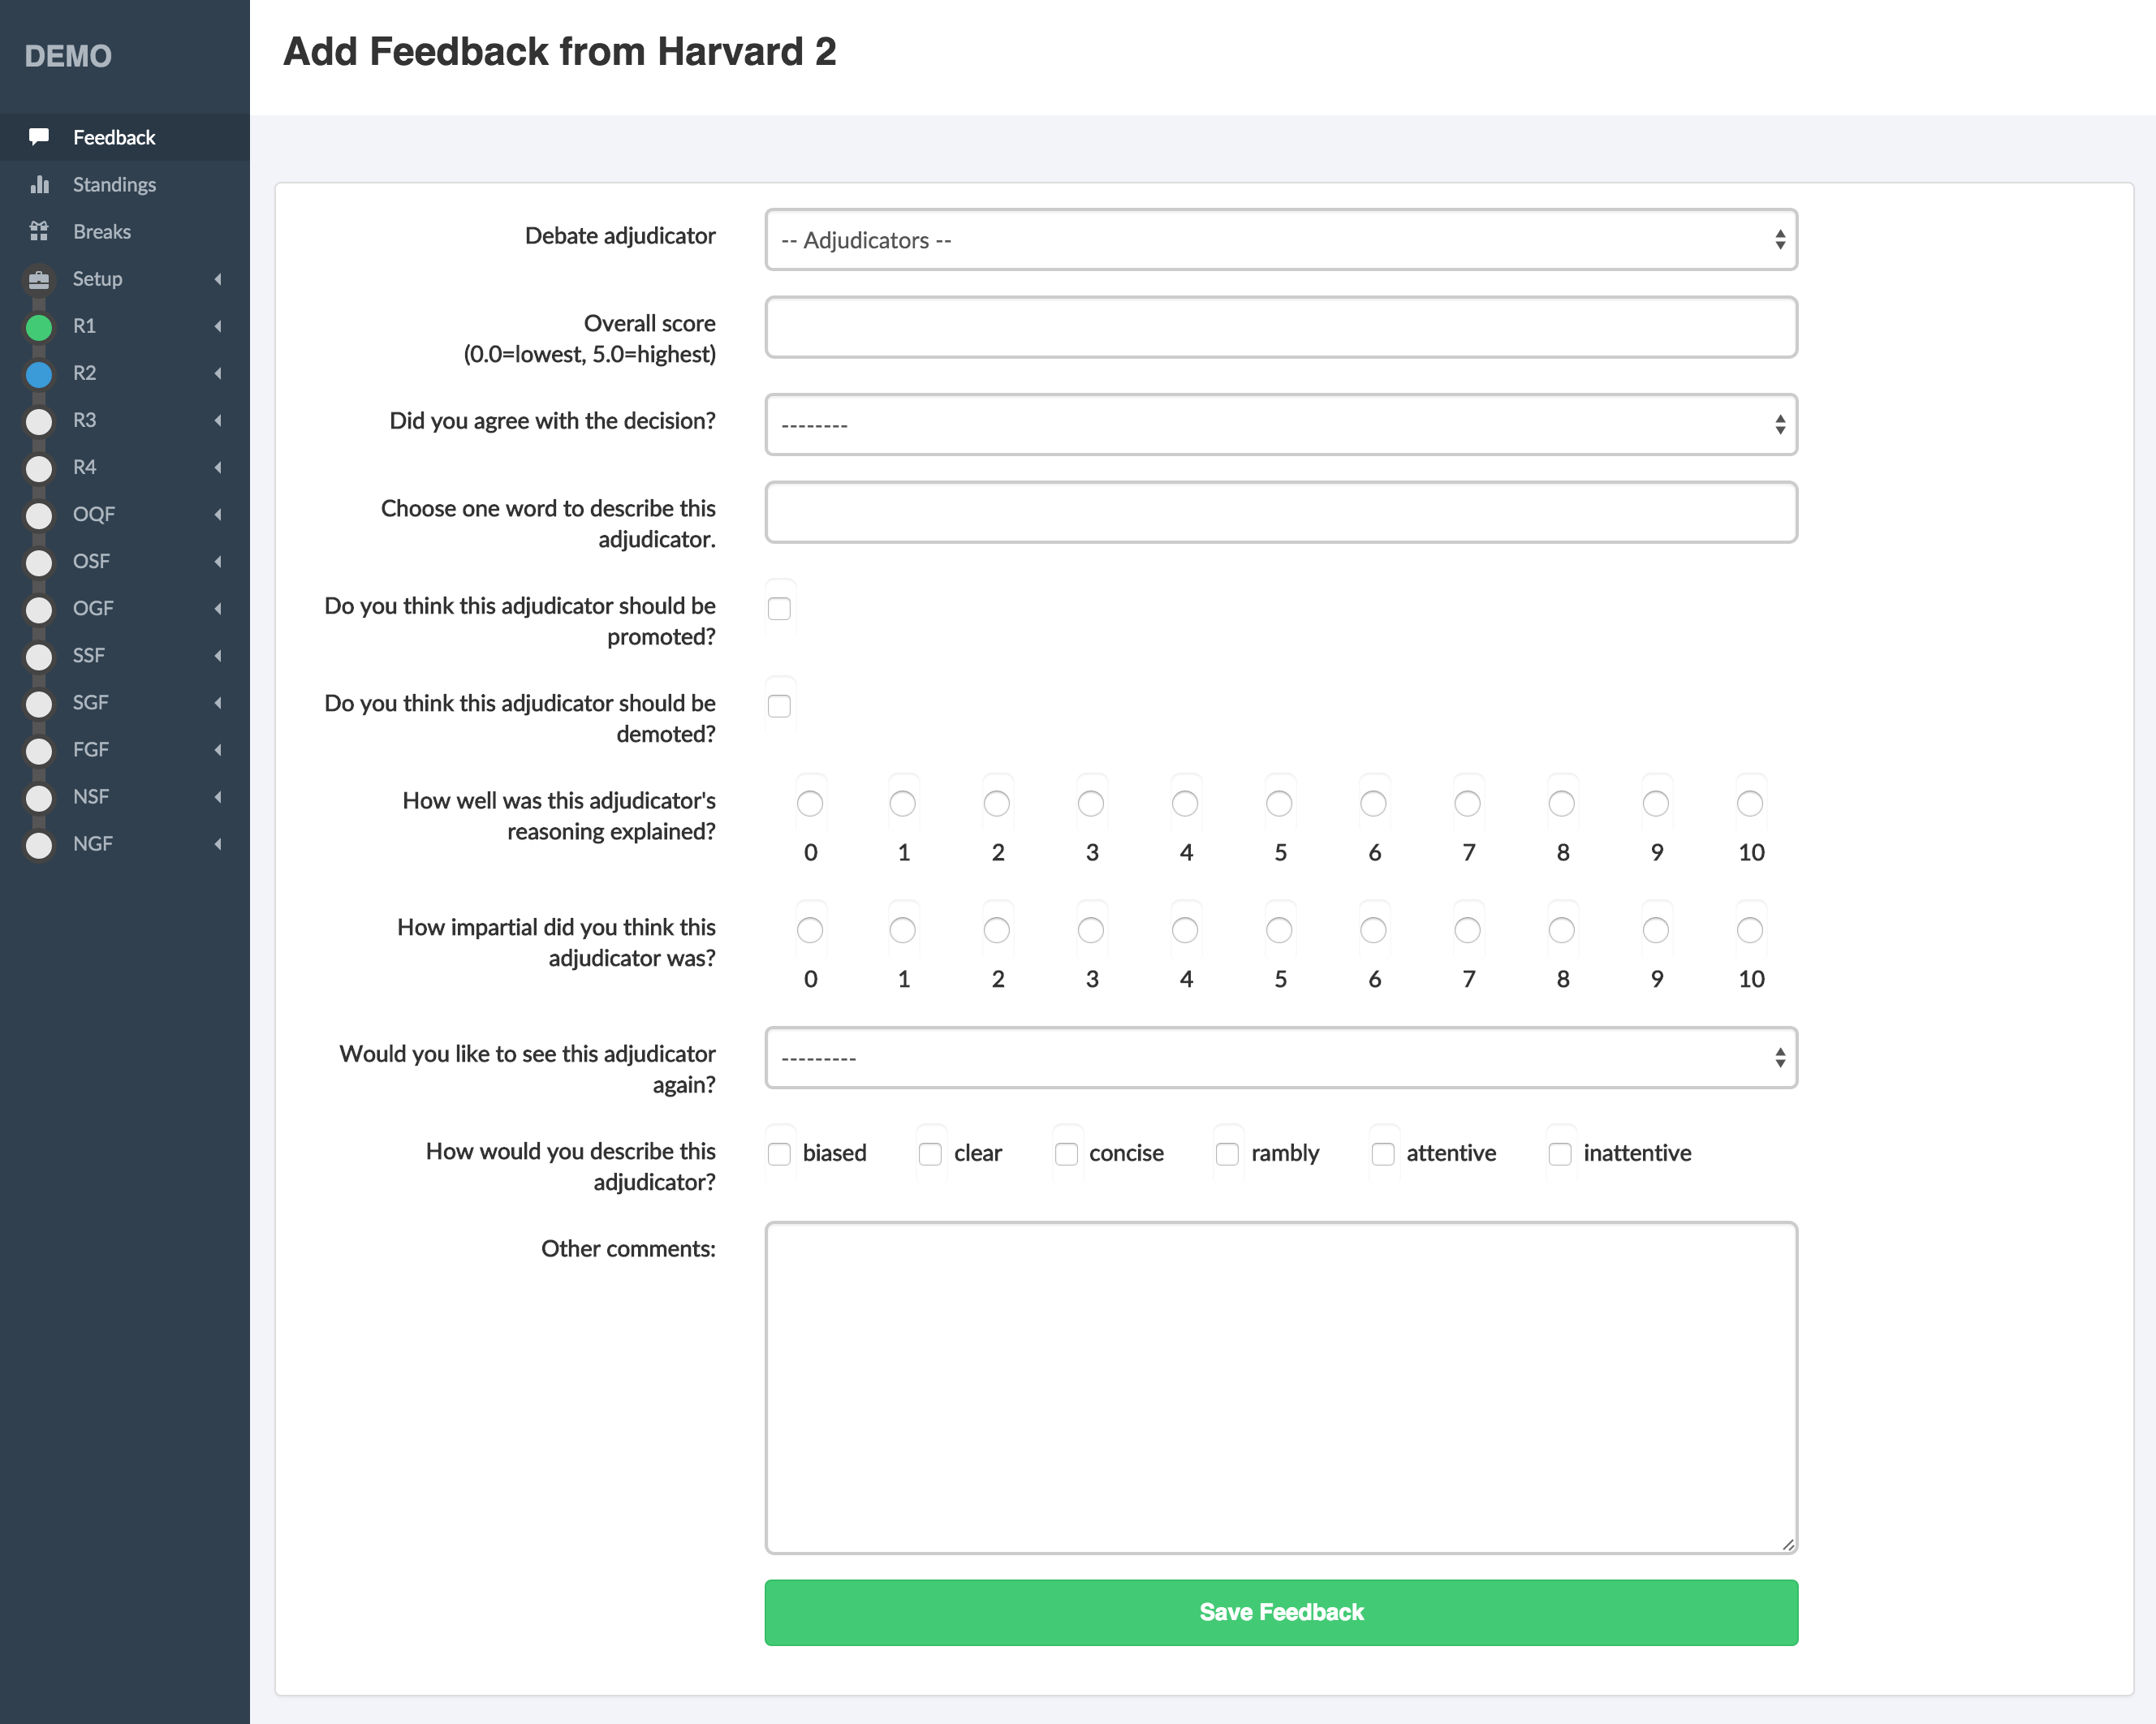 DEMO
Feedback
Standings
Breaks
Setup
R1
R2
R3
R4
OQF
OSF
OGF
SSF
SGF
FGF
NSF
NGF
Add Feedback from Harvard 2
Debate adjudicator
-- Adjudicators --
Overall score
(0.0=lowest, 5.0=highest)
Did you agree with the decision?
--------
Choose one word to describe this
adjudicator.
Do you think this adjudicator should be
promoted?
Do you think this adjudicator should be
demoted?
How well was this adjudicator's
reasoning explained?
0 1 2 3 4 5 6 7 8 9 10
How impartial did you think this
adjudicator was?
0 1 2 3 4 5 6 7 8 9 10
Would you like to see this adjudicator
again?
---------
How would you describe this
adjudicator?
biased clear concise rambly attentive inattentive
Other comments:
Save Feedback